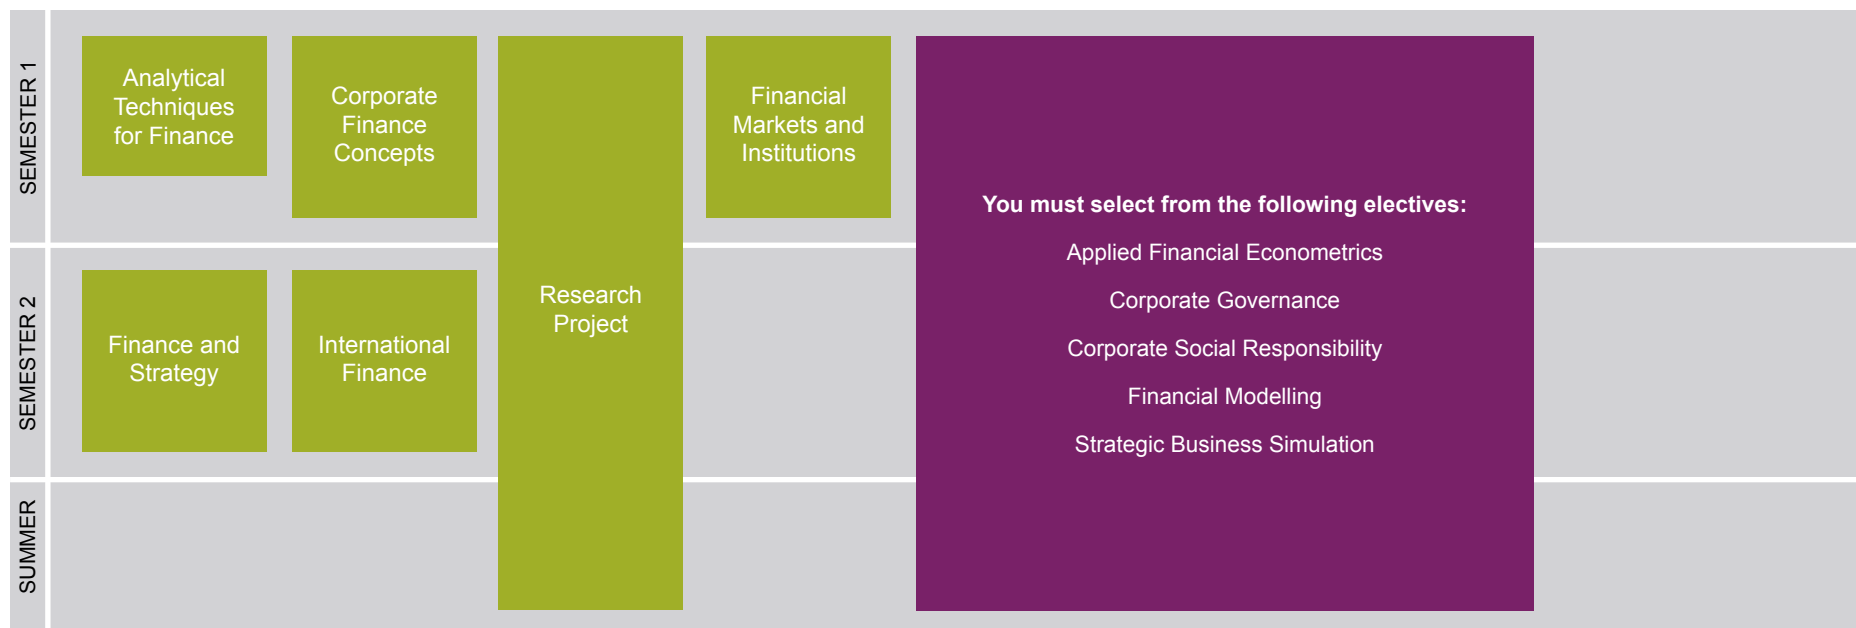 SEMESTER 1
Analytical
Techniques
for Finance
Corporate
Finance
Concepts
Research
Project
Financial
Markets and
Institutions
You must select from the following electives:
Applied Financial Econometrics
Corporate Governance
Corporate Social Responsibility
Financial Modelling
Strategic Business Simulation
SEMESTER 2
Finance and
Strategy
International
Finance
SUMMER